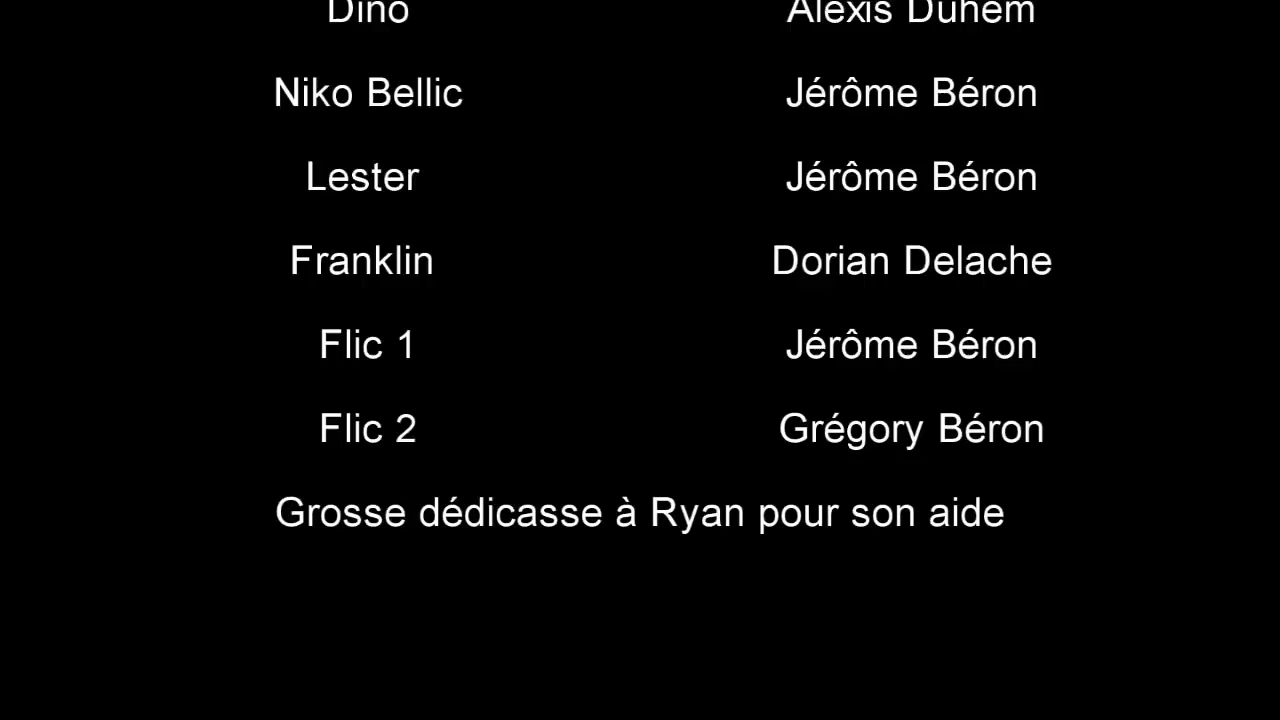 Dino Alexis Duhem
Niko Bellic Jérôme Béron
Lester Jérôme Béron
Franklin Dorian Delache
Flic 1 Jérôme Béron
Flic 2 Grégory Béron
Grosse dédicasse à Ryan pour son aide